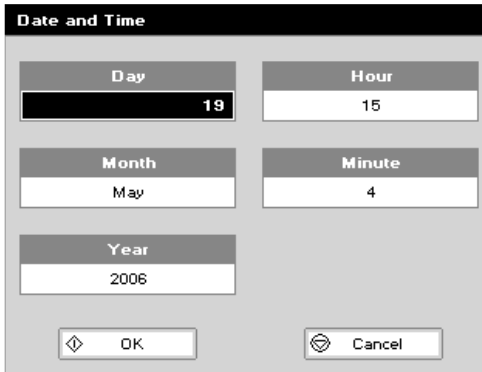 Date and Time
Day
19
Hour
15
Month
May
Minute
4
Year
2006
OK
Cancel